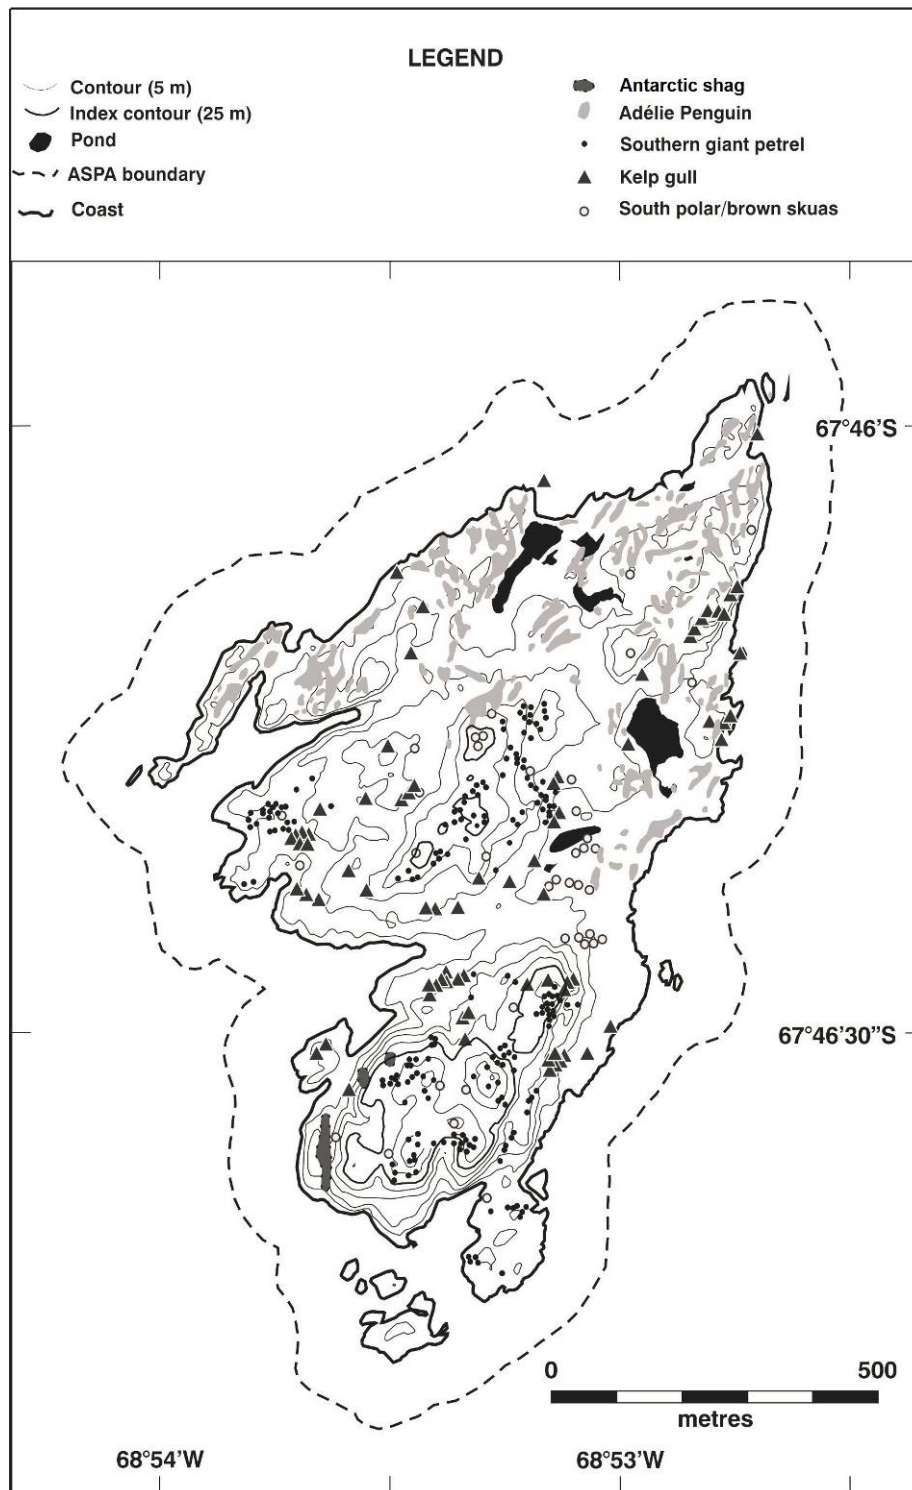 LEGEND
Contour (5 m)
Index contour (25 m)
Pond
ASPA boundary
Coast
Antarctic shag
Adélie Penguin
Southern giant petrel
Kelp gull
South polar/brown skuas
67°46'S
67°46'30"S
0 500
metres
68°54'W 68°53'W